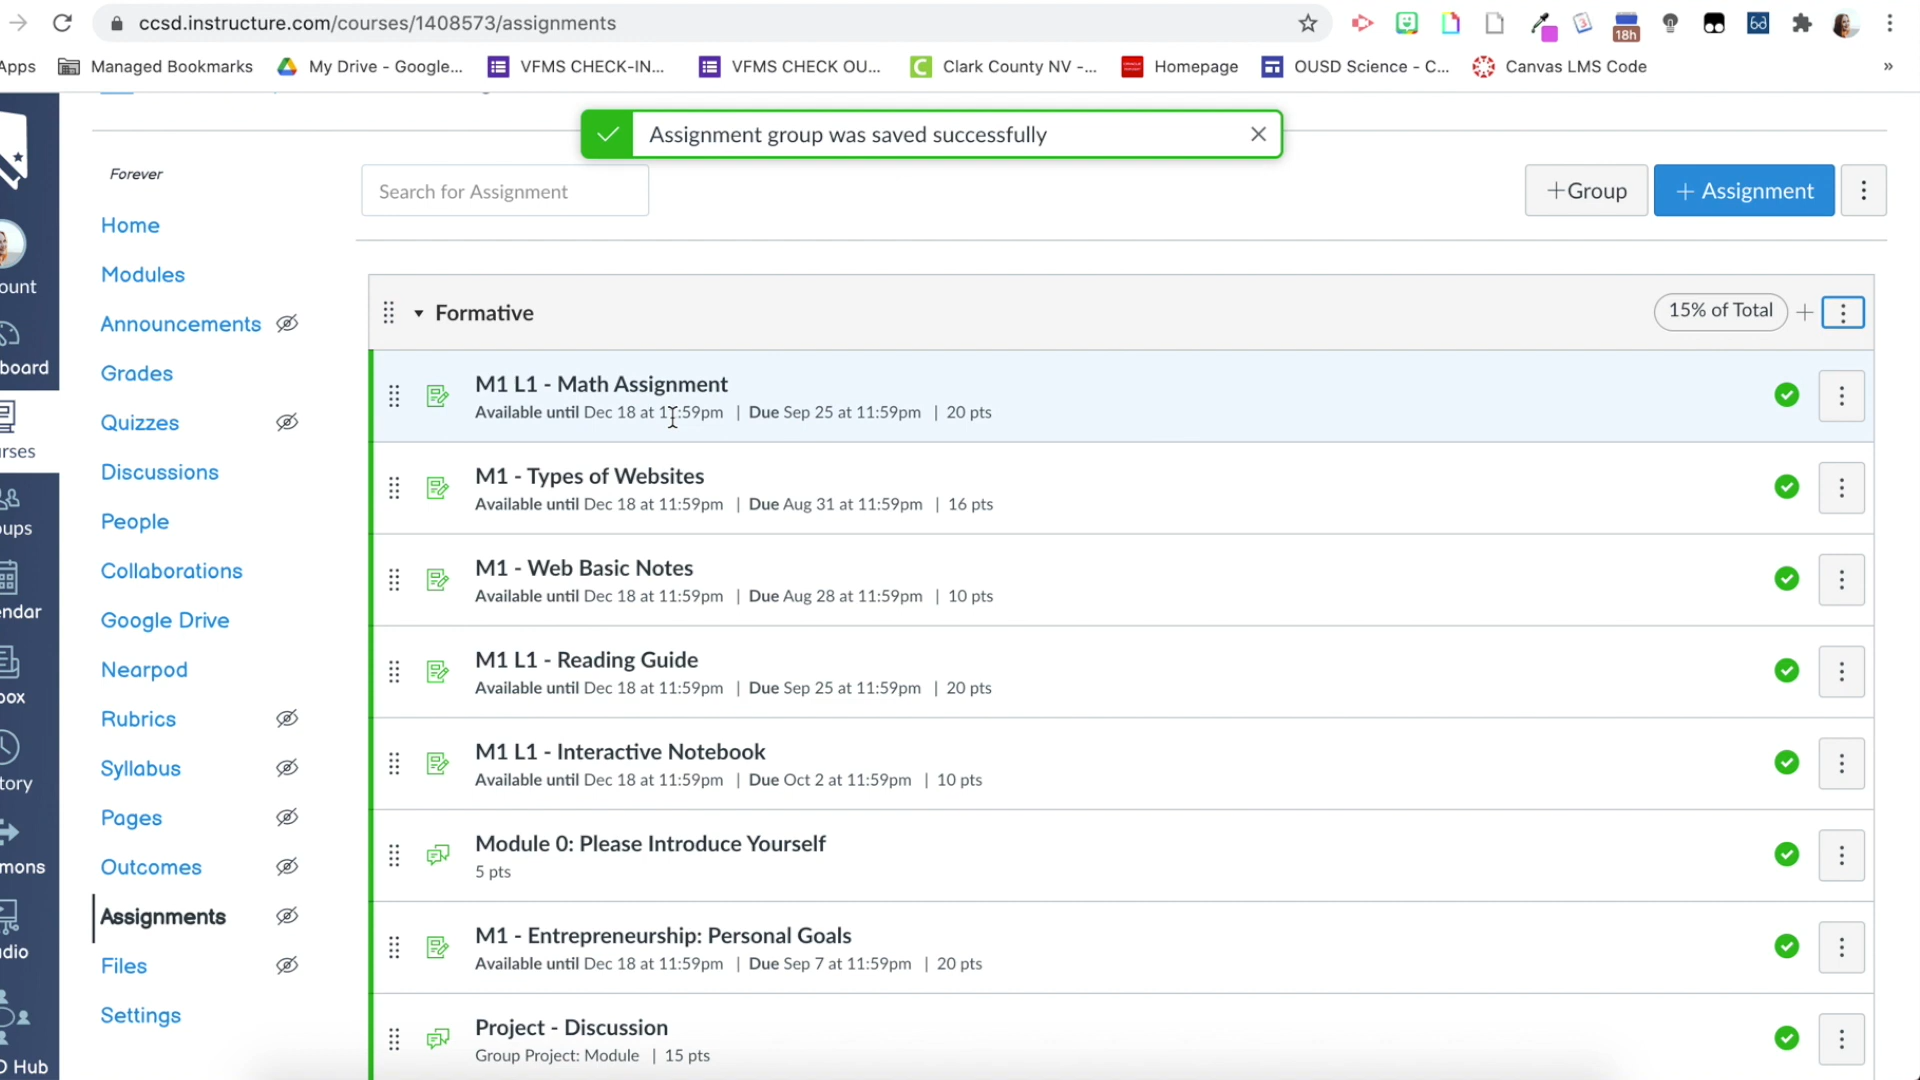 ccsd.instructure.com/courses/1408573/assignments
18h
Apps Managed Bookmarks My Drive - Google... VFMS CHECK-IN... VFMS CHECK OU... Clark County NV -... Homepage OUSD Science - C... Canvas LMS Code »
Assignment group was saved successfully
Forever
Search for Assignment
+Group
+ Assignment
Home
Modules
Announcements
Grades
Quizzes
Discussions
People
Collaborations
Google Drive
Nearpod
Rubrics
Syllabus
Pages
Outcomes
Assignments
Files
Settings
ount
board
rses
oups
endar
box
tory
mons
dio
D Hub
Formative
15% of Total
M1 L1 - Math Assignment
Available until Dec 18 at 11:59pm | Due Sep 25 at 11:59pm | 20 pts
M1 - Types of Websites
Available until Dec 18 at 11:59pm | Due Aug 31 at 11:59pm | 16 pts
M1 - Web Basic Notes
Available until Dec 18 at 11:59pm | Due Aug 28 at 11:59pm | 10 pts
M1 L1 - Reading Guide
Available until Dec 18 at 11:59pm | Due Sep 25 at 11:59pm | 20 pts
M1 L1 - Interactive Notebook
Available until Dec 18 at 11:59pm | Due Oct 2 at 11:59pm | 10 pts
Module 0: Please Introduce Yourself
5 pts
M1 - Entrepreneurship: Personal Goals
Available until Dec 18 at 11:59pm | Due Sep 7 at 11:59pm | 20 pts
Project - Discussion
Group Project: Module | 15 pts